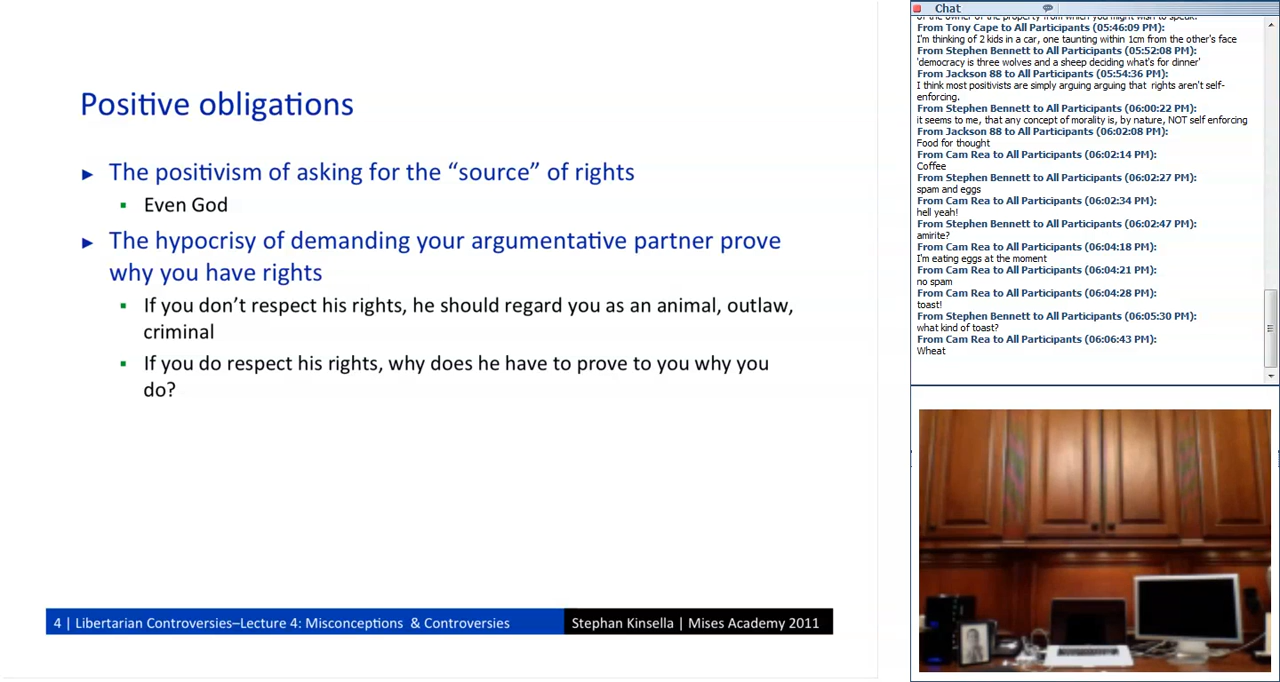 Positive obligations
► The positivism of asking for the “source” of rights
▪ Even God
► The hypocrisy of demanding your argumentative partner prove
why you have rights
▪ If you don’t respect his rights, he should regard you as an animal, outlaw,
criminal
▪ If you do respect his rights, why does he have to prove to you why you
do?
4 | Libertarian Controversies–Lecture 4: Misconceptions & Controversies
Stephan Kinsella | Mises Academy 2011
Chat
of the owner of the property from which you might wish to speak.
From Tony Cape to All Participants (05:46:09 PM):
I'm thinking of 2 kids in a car, one taunting within 1cm from the other's face
From Stephen Bennett to All Participants (05:52:08 PM):
'democracy is three wolves and a sheep deciding what's for dinner'
From Jackson 88 to All Participants (05:54:36 PM):
I think most positivists are simply arguing arguing that rights aren't self-
enforcing.
From Stephen Bennett to All Participants (06:00:22 PM):
it seems to me, that any concept of morality is, by nature, NOT self enforcing
From Jackson 88 to All Participants (06:02:08 PM):
Food for thought
From Cam Rea to All Participants (06:02:14 PM):
Coffee
From Stephen Bennett to All Participants (06:02:27 PM):
spam and eggs
From Cam Rea to All Participants (06:02:34 PM):
hell yeah!
From Stephen Bennett to All Participants (06:02:47 PM):
amirite?
From Cam Rea to All Participants (06:04:18 PM):
I'm eating eggs at the moment
From Cam Rea to All Participants (06:04:21 PM):
no spam
From Cam Rea to All Participants (06:04:28 PM):
toast!
From Stephen Bennett to All Participants (06:05:30 PM):
what kind of toast?
From Cam Rea to All Participants (06:06:43 PM):
Wheat